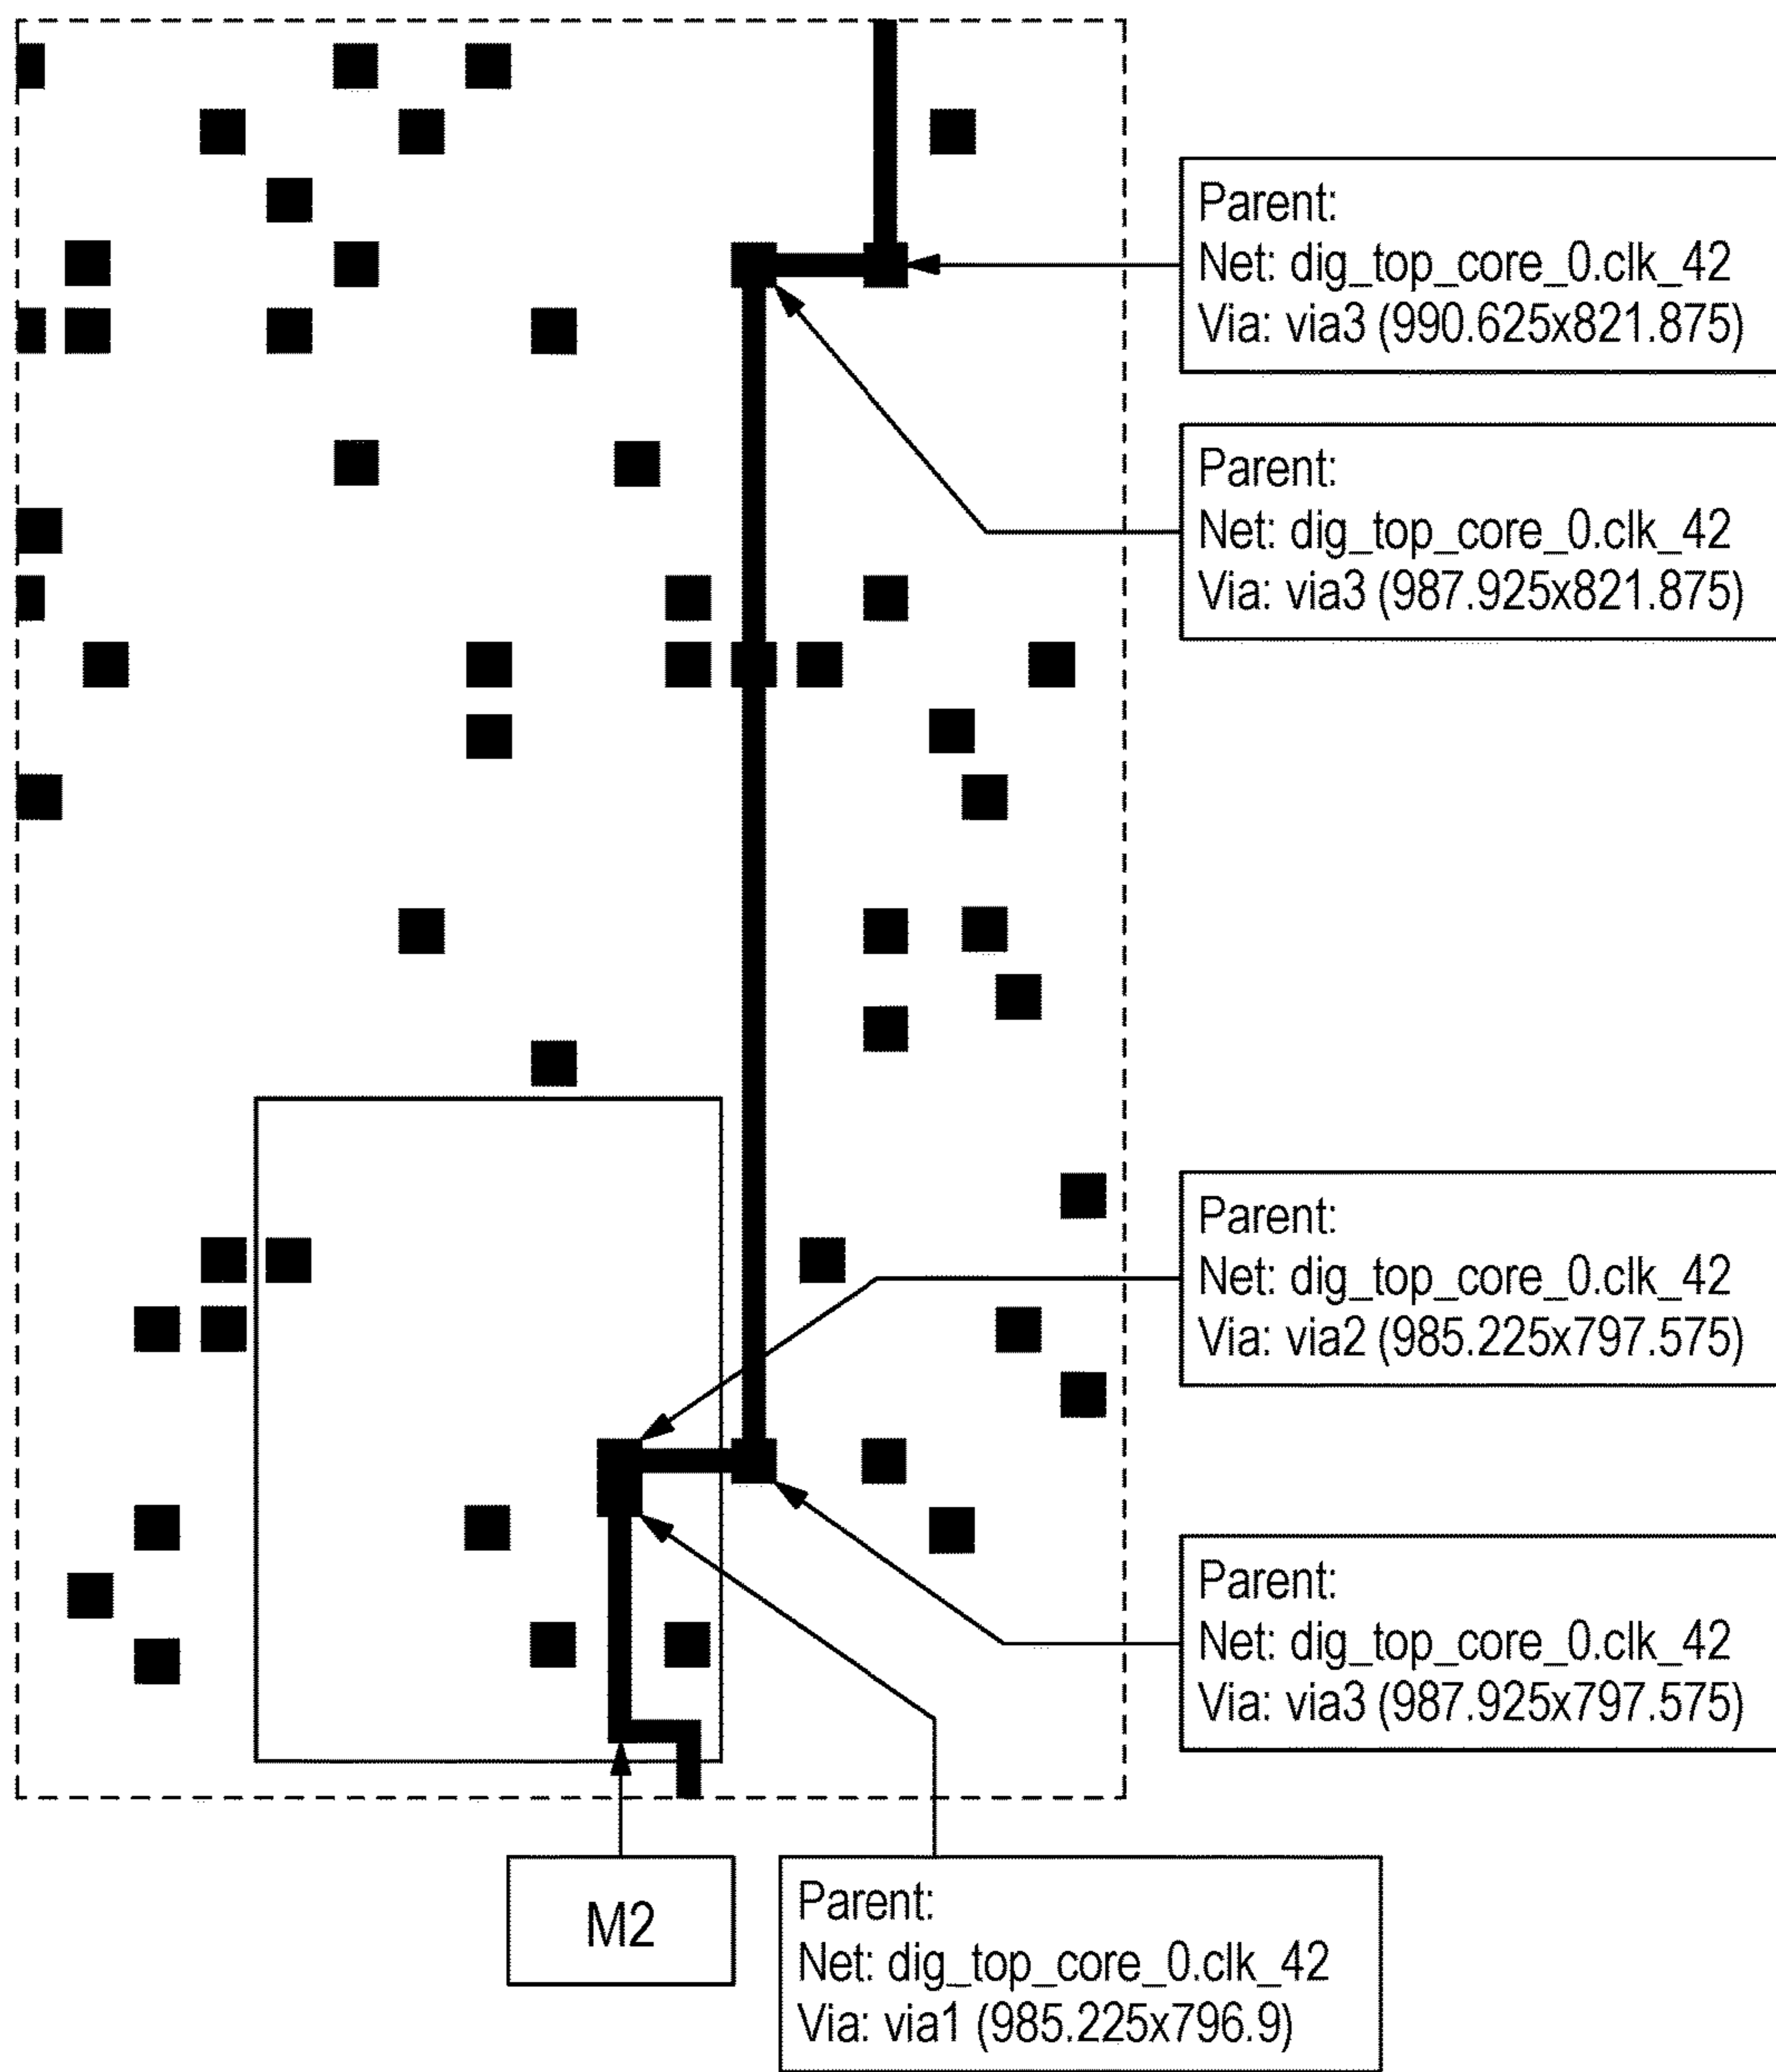 Parent:
Net: dig_top_core_0.clk_42
Via: via3 (990.625x821.875)
Parent:
Net: dig_top_core_0.clk_42
Via: via3 (987.925x821.875)
Parent:
Net: dig_top_core_0.clk_42
Via: via2 (985.225x797.575)
Parent:
Net: dig_top_core_0.clk_42
Via: via3 (987.925x797.575)
M2
Parent:
Net: dig_top_core_0.clk_42
Via: via1 (985.225x796.9)